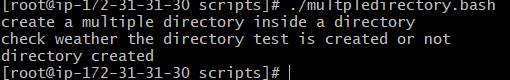 [root@ip-172-31-31-30 scripts]# ./multpledirectory.bash
create a multiple directory inside a directory
check weather the directory test is created or not
directory created
[root@ip-172-31-31-30 scripts]#